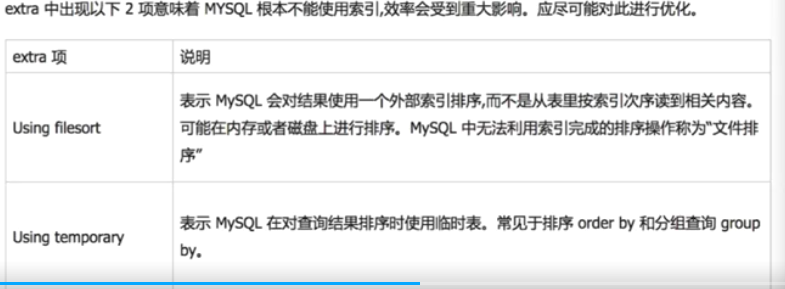 extra 中出现以下 2 项意味着 MYSQL 根本不能使用索引,效率会受到重大影响。应尽可能对此进行优化。
extra 项
说明
Using filesort
表示 MySQL 会对结果使用一个外部索引排序,而不是从表里按索引次序读到相关内容。
可能在内存或者磁盘上进行排序。MySQL 中无法利用索引完成的排序操作称为“文件排
序”
Using temporary
表示 MySQL 在对查询结果排序时使用临时表。常见于排序 order by 和分组查询 group
by。